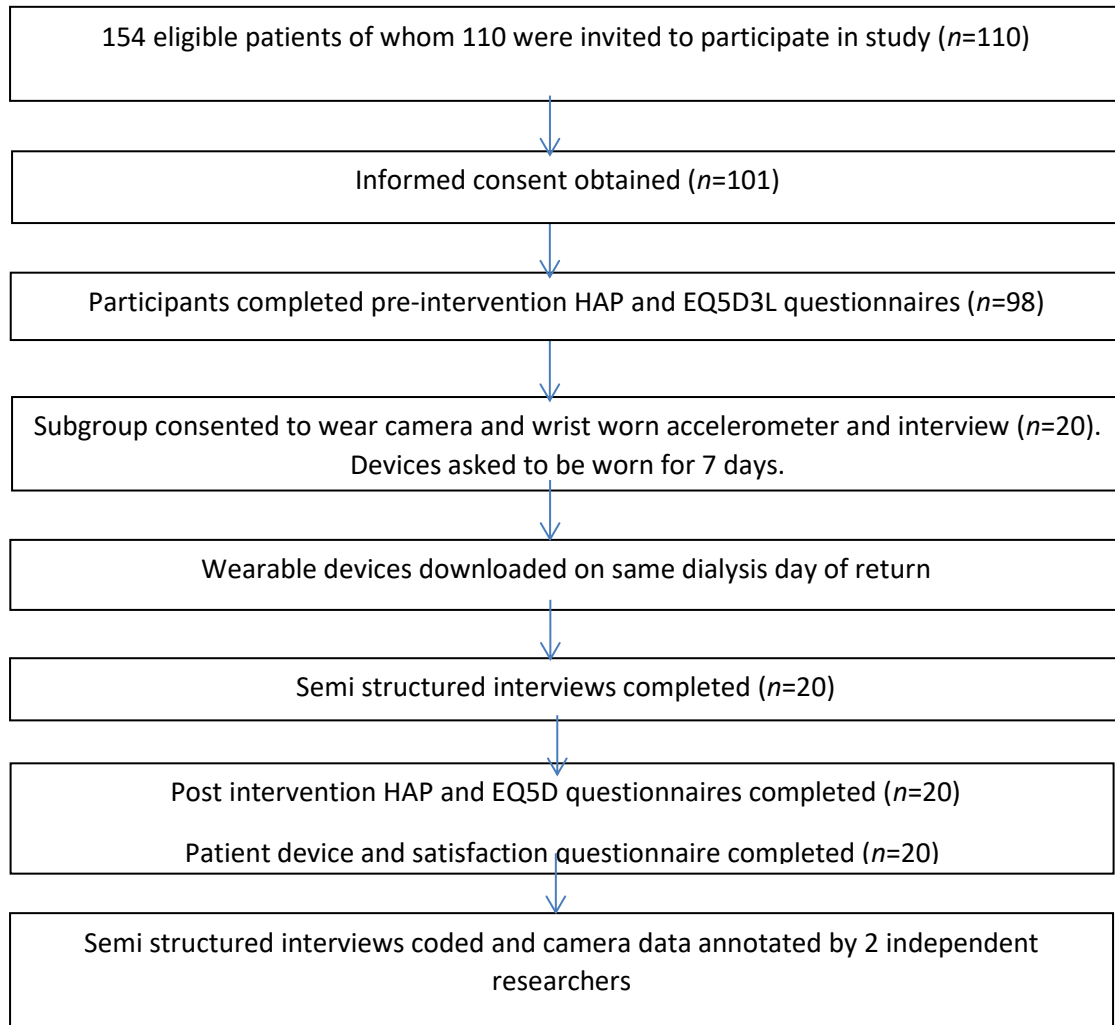 154 eligible patients of whom 110 were invited to participate in study (n=110)
Informed consent obtained (n=101)
Participants completed pre-intervention HAP and EQ5D3L questionnaires (n=98)
Subgroup consented to wear camera and wrist worn accelerometer and interview (n=20).
Devices asked to be worn for 7 days.
Wearable devices downloaded on same dialysis day of return
Semi structured interviews completed (n=20)
Post intervention HAP and EQ5D questionnaires completed (n=20)
Patient device and satisfaction questionnaire completed (n=20)
Semi structured interviews coded and camera data annotated by 2 independent
researchers